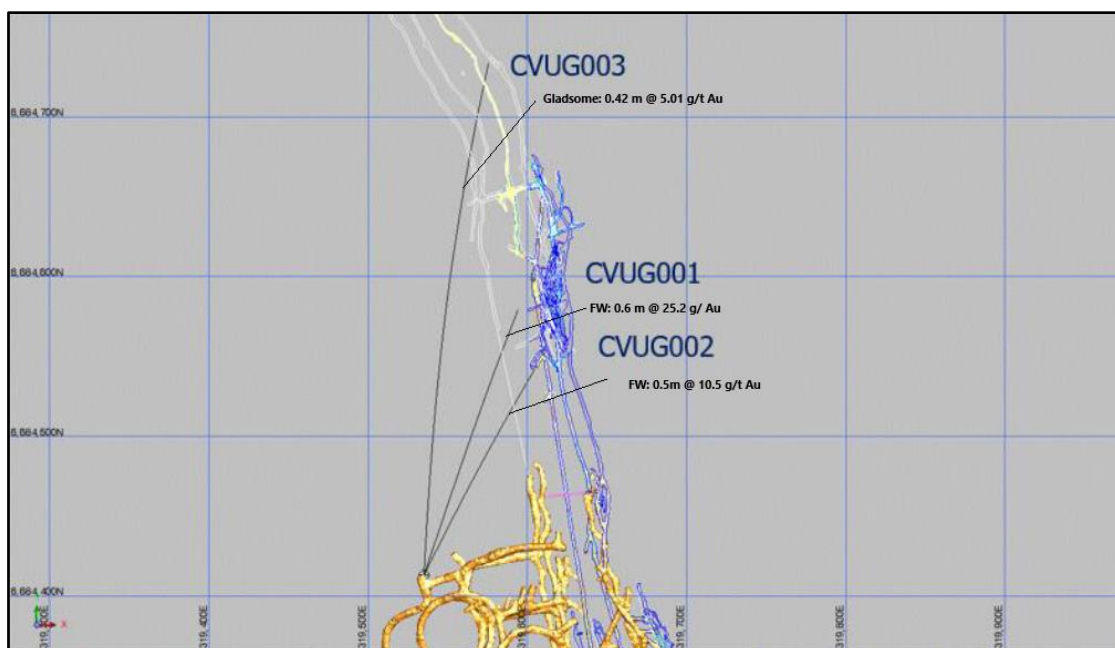 CVUG003
Gladsome: 0.42 m @ 5.01 g/t Au
6,664,700N
CVUG001
6,664,600N
FW: 0.6 m @ 25.2 g/ Au
CVUG002
FW: 0.5m @ 10.5 g/t Au
6,664,500N
6,664,400N
X
319,400E
319,500E
319,600E
319,700E
319,800E
319,900E